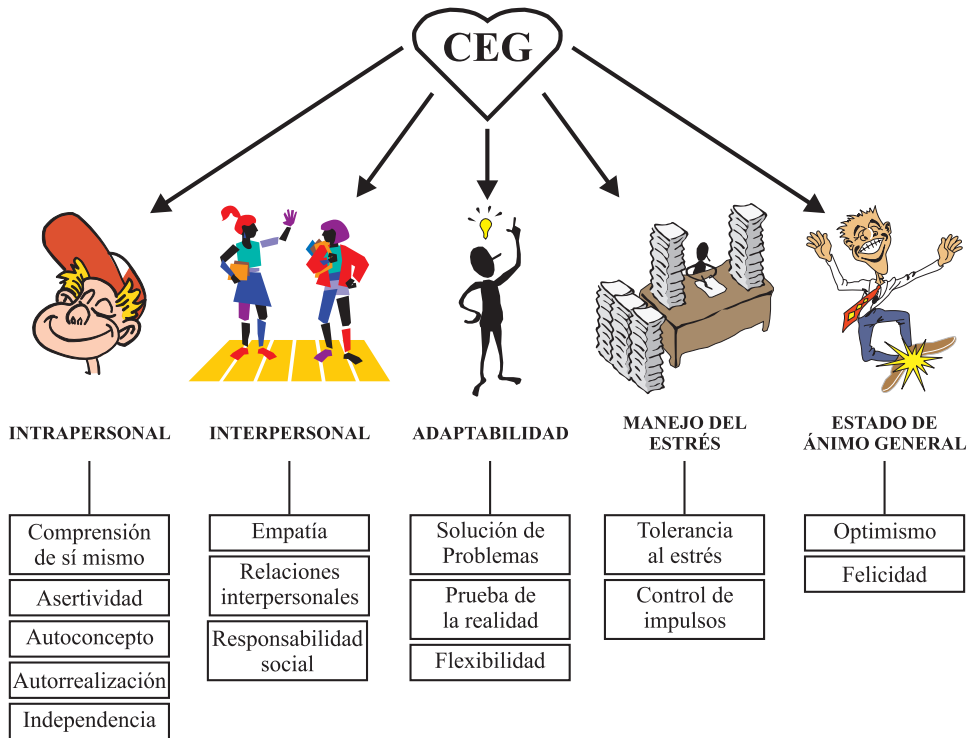 CEG
INTRAPERSONAL
INTERPERSONAL
ADAPTABILIDAD
MANEJO DEL
ESTRÉS
ESTADO DE
ÁNIMO GENERAL
Comprensión
de sí mismo
Asertividad
Autoconcepto
Autorrealización
Independencia
Empatía
Relaciones
interpersonales
Responsabilidad
social
Solución de
Problemas
Prueba de
la realidad
Flexibilidad
Tolerancia
al estrés
Control de
impulsos
Optimismo
Felicidad